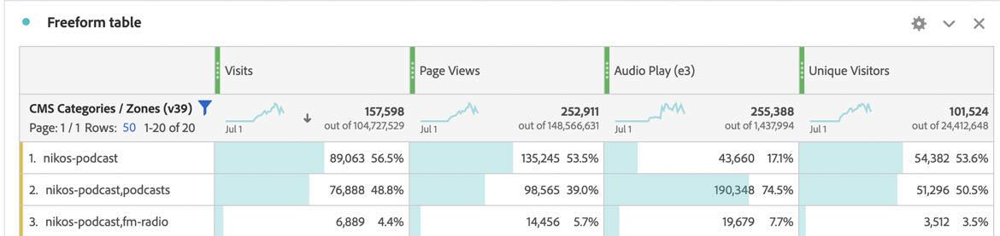 Freeform table
Visits Page Views Audio Play (e3) Unique Visitors
CMS Categories / Zones (v39) 157,598 252,911 255,388 101,524
Page: 1 / 1 Rows: 50 1-20 of 20 Jul 1 out of 104,727,529 Jul 1 out of 148,566,631 Jul 1 out of 1,437,994 Jul 1 out of 24,412,648
1. nikos-podcast 89,063 56.5% 135,245 53.5% 43,660 17.1% 54,382 53.6%
2. nikos-podcast,podcasts 76,888 48.8% 98,565 39.0% 190,348 74.5% 51,296 50.5%
3. nikos-podcast,fm-radio 6,889 4.4% 14,456 5.7% 19,679 7.7% 3,512 3.5%